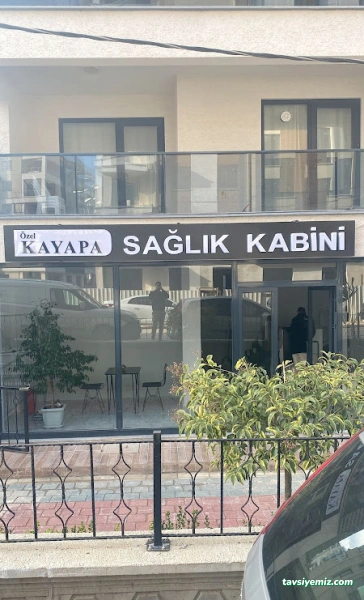 Özel
KAYAPA SAĞLIK KABİNİ
tavsiyemiz.com